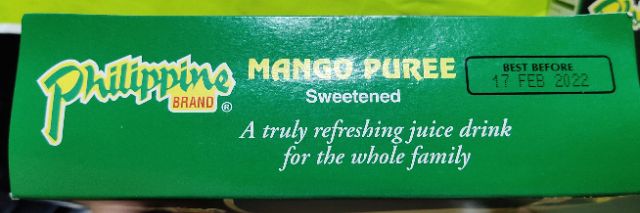 Philippine
BRAND®
MANGO PUREE
Sweetened
BEST BEFORE
17 FEB 2022
A truly refreshing juice drink
for the whole family